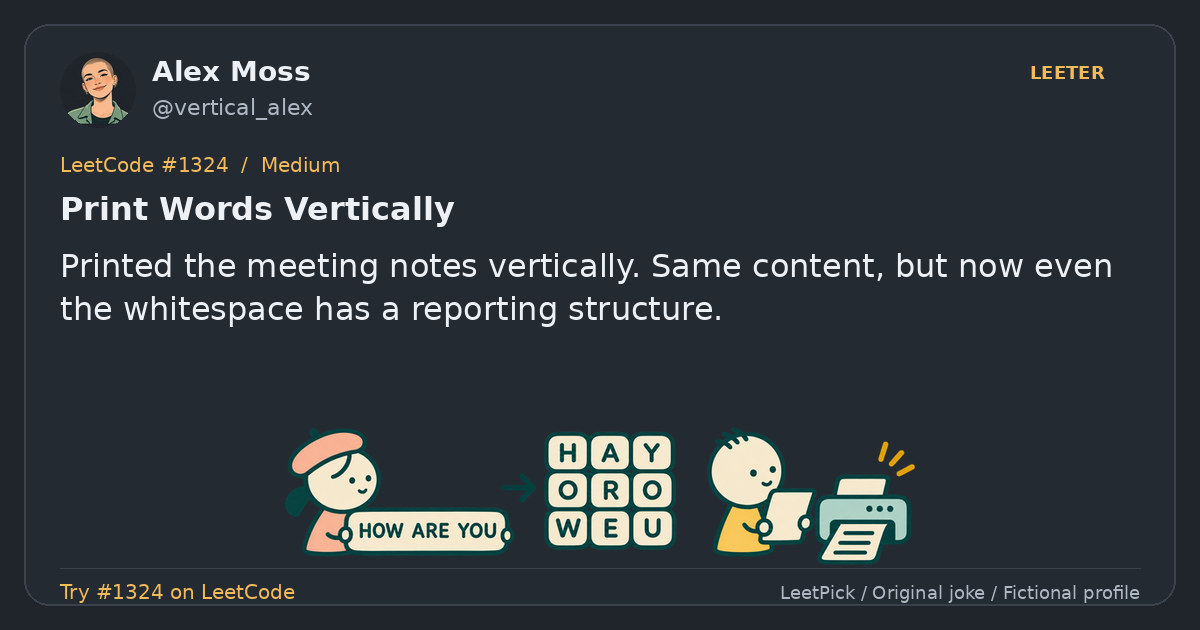 Alex Moss
@vertical_alex
LEETER
LeetCode #1324 / Medium
Print Words Vertically
Printed the meeting notes vertically. Same content, but now even
the whitespace has a reporting structure.
HOW ARE YOU
H A Y
O R O
W E U
Try #1324 on LeetCode
LeetPick / Original joke / Fictional profile